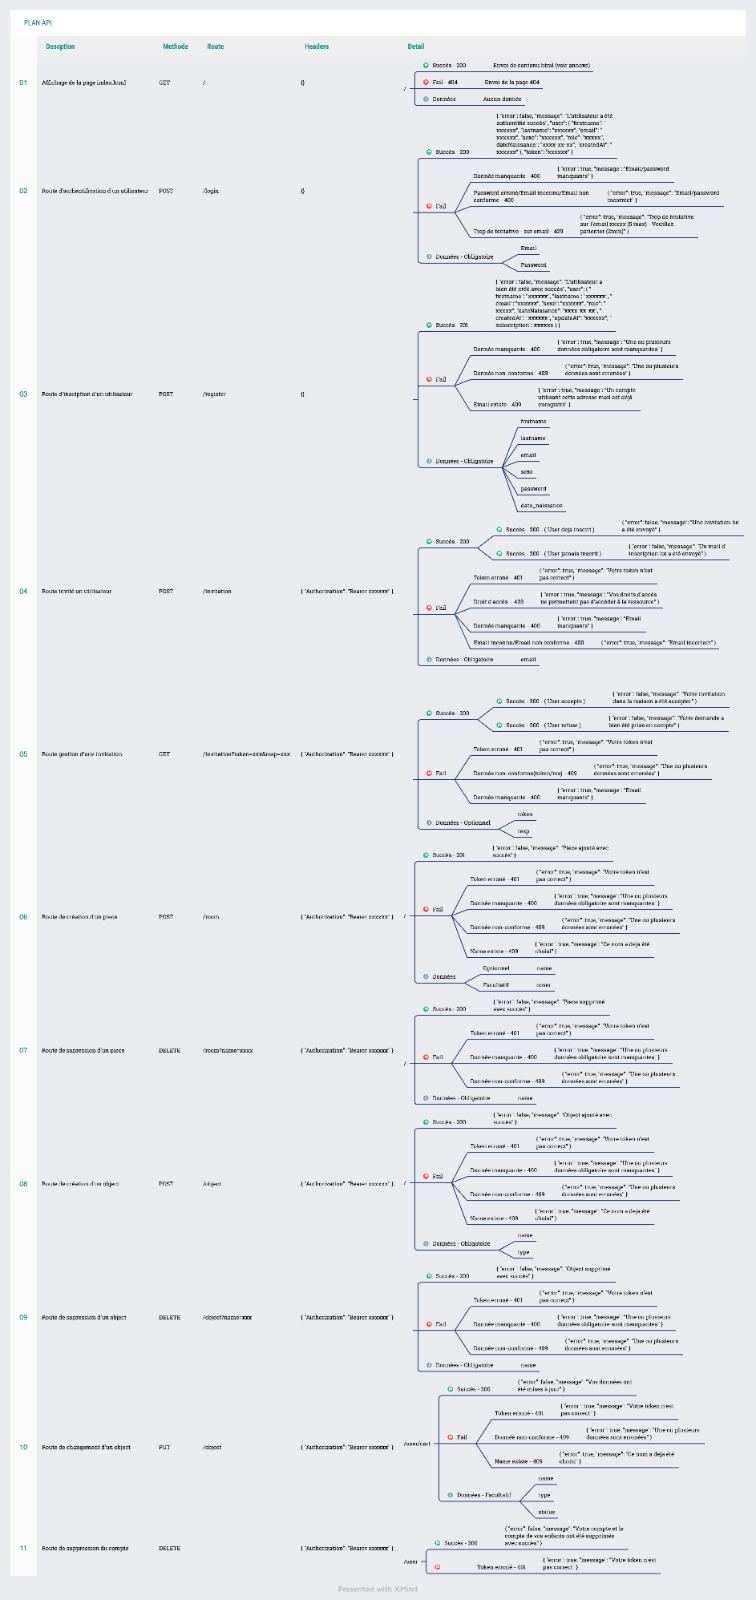 PLAN API
Desoption Methode Route Headers Detail
01 Affichage de la page index.html GET / {} /
Succès - 200 Envoi de contenu html (voir annexe)
Fail - 404 Envoi de la page 404
Données Aucun donnée
02 Route d'authentification d'un utilisateur POST /login {}
{ "error": false, "message": "L'utilisateur a été
authentifié succès", "user": { "firstname": "
xxxxxx", "lastname": "xxxxxx", "email": "
xxxxxx", "sexe": "xxxxxx", "role": "xxxxx", "
dateNaissance": "xxxx-xx-xx", "createdAt": "
Succès - 200 xxxxxx" }, "token": "xxxxxx" }
Fail
Donnée manquante - 400 { "error": true, "message": "Email/password
manquants" }
Password erroné/Email inconnu/Email non
conforme - 400 { "error": true, "message": "Email/password
incorrect" }
Trop de tentative - sur email - 429 { "error": true, "message": "Trop de tentative
sur l'email xxxxx (5 max) - Veuillez
patienter (2min)" }
Données - Obligatoire
Email
Password
03 Route d'inscription d'un utilisateur POST /register {}
{ "error": false, "message": "L'utilisateur a
bien été créé avec succès", "user": { "
firstname": "xxxxxx", "lastname": "xxxxxx", "
email": "xxxxxx", "sexe": "xxxxxx", "role": "
xxxxx", "dateNaissance": "xxxx-xx-xx", "
createdAt": "xxxxxx", "updateAt": "xxxxxx", "
Succès - 201 subscription": xxxxxx } }
Fail
Donnée manquante - 400 { "error": true, "message": "Une ou plusieurs
données obligatoire sont manquantes" }
Donnée non-conforme - 409 { "error": true, "message": "Une ou plusieurs
données sont erronées" }
Email existe - 409 { "error": true, "message": "Un compte
utilisant cette adresse mail est déjà
enregistré" }
Données - Obligatoire
firstname
lastname
email
sexe
password
date_naissance
04 Route invité un utilisateur POST /invitation { "Authorization": "Bearer xxxxxx" }
Succès - 200
Succès - 200 - ( User déjà inscrit ) { "error": false, "message": "Une invitation lui
a été envoyé" }
Succès - 200 - ( User jamais inscrit ) { "error": false, "message": "Un mail d'
inscription lui a été envoyé" }
Fail
Token erroné - 401 { "error": true, "message": "Votre token n'est
pas correct" }
Droit d'accès - 403 { "error": true, "message": "Vos droits d'accès
ne permettent pas d'accéder à la ressource" }
Donnée manquante - 400 { "error": true, "message": "Email
manquants" }
Email inconnu/Email non conforme - 400 { "error": true, "message": "Email incorrect" }
Données - Obligatoire email
05 Route gestion d'une invitation GET /invitation?token=xxx&resp=xxx { "Authorization": "Bearer xxxxxx" }
Succès - 200
Succès - 200 - ( User accepte ) { "error": false, "message": "Votre invitation
dans la maison a été accepter" }
Succès - 200 - ( User refuse ) { "error": false, "message": "Votre demande a
bien été prise en compte" }
Fail
Token erroné - 401 { "error": true, "message": "Votre token n'est
pas correct" }
Donnée non-conforme(token/rep) - 409 { "error": true, "message": "Une ou plusieurs
données sont erronées" }
Donnée manquante - 400 { "error": true, "message": "Email
manquants" }
Données - Optionnel
token
resp
06 Route de création d'un piece POST /room { "Authorization": "Bearer xxxxxx" } /
Succès - 201 { "error": false, "message": "Piece ajouté avec
succès" }
Fail
Token erroné - 401 { "error": true, "message": "Votre token n'est
pas correct" }
Donnée manquante - 400 { "error": true, "message": "Une ou plusieurs
données obligatoire sont manquantes" }
Donnée non-conforme - 409 { "error": true, "message": "Une ou plusieurs
données sont erronées" }
Name existe - 409 { "error": true, "message": "Ce nom a deja été
choisi" }
Données
Optionnel name
Facultatif cover
07 Route de supression d'un piece DELETE /room?name=xxxx { "Authorization": "Bearer xxxxxx" } /
Succès - 200 { "error": false, "message": "Piece supprimé
avec succès" }
Fail
Token erroné - 401 { "error": true, "message": "Votre token n'est
pas correct" }
Donnée manquante - 400 { "error": true, "message": "Une ou plusieurs
données obligatoire sont manquantes" }
Donnée non-conforme - 409 { "error": true, "message": "Une ou plusieurs
données sont erronées" }
Données - Obligatoire name
08 Route de création d'un object POST /object { "Authorization": "Bearer xxxxxx" } /
Succès - 200 { "error": false, "message": "Object ajouté avec
succès" }
Fail
Token erroné - 401 { "error": true, "message": "Votre token n'est
pas correct" }
Donnée manquante - 400 { "error": true, "message": "Une ou plusieurs
données obligatoire sont manquantes" }
Donnée non-conforme - 409 { "error": true, "message": "Une ou plusieurs
données sont erronées" }
Name existe - 409 { "error": true, "message": "Ce nom a deja été
choisi" }
Données - Obligatoire
name
type
09 Route de supression d'un object DELETE /object?name=xxx { "Authorization": "Bearer xxxxxx" }
Succès - 200 { "error": false, "message": "Object supprimé
avec succès" }
Fail
Token erroné - 401 { "error": true, "message": "Votre token n'est
pas correct" }
Donnée manquante - 400 { "error": true, "message": "Une ou plusieurs
données obligatoire sont manquantes" }
Donnée non-conforme - 409 { "error": true, "message": "Une ou plusieurs
données sont erronées" }
Données - Obligatoire name
10 Route de changement d'un object PUT /object { "Authorization": "Bearer xxxxxx" } /user/cart
Succès - 200 { "error": false, "message": "Vos données ont
été mises à jour" }
Fail
Token erroné - 401 { "error": true, "message": "Votre token n'est
pas correct" }
Donnée non-conforme - 409 { "error": true, "message": "Une ou plusieurs
données sont erronées" }
Name existe - 409 { "error": true, "message": "Ce nom a deja été
choisi" }
Données - Facultatif
name
type
status
11 Route de suppression du compte DELETE { "Authorization": "Bearer xxxxxx" } /user
Succès - 200 { "error": false, "message": "Votre compte et le
compte de vos enfants ont été supprimés
avec succès" }
Token erroné - 401 { "error": true, "message": "Votre token n'est
pas correct" }
Presented with XMind